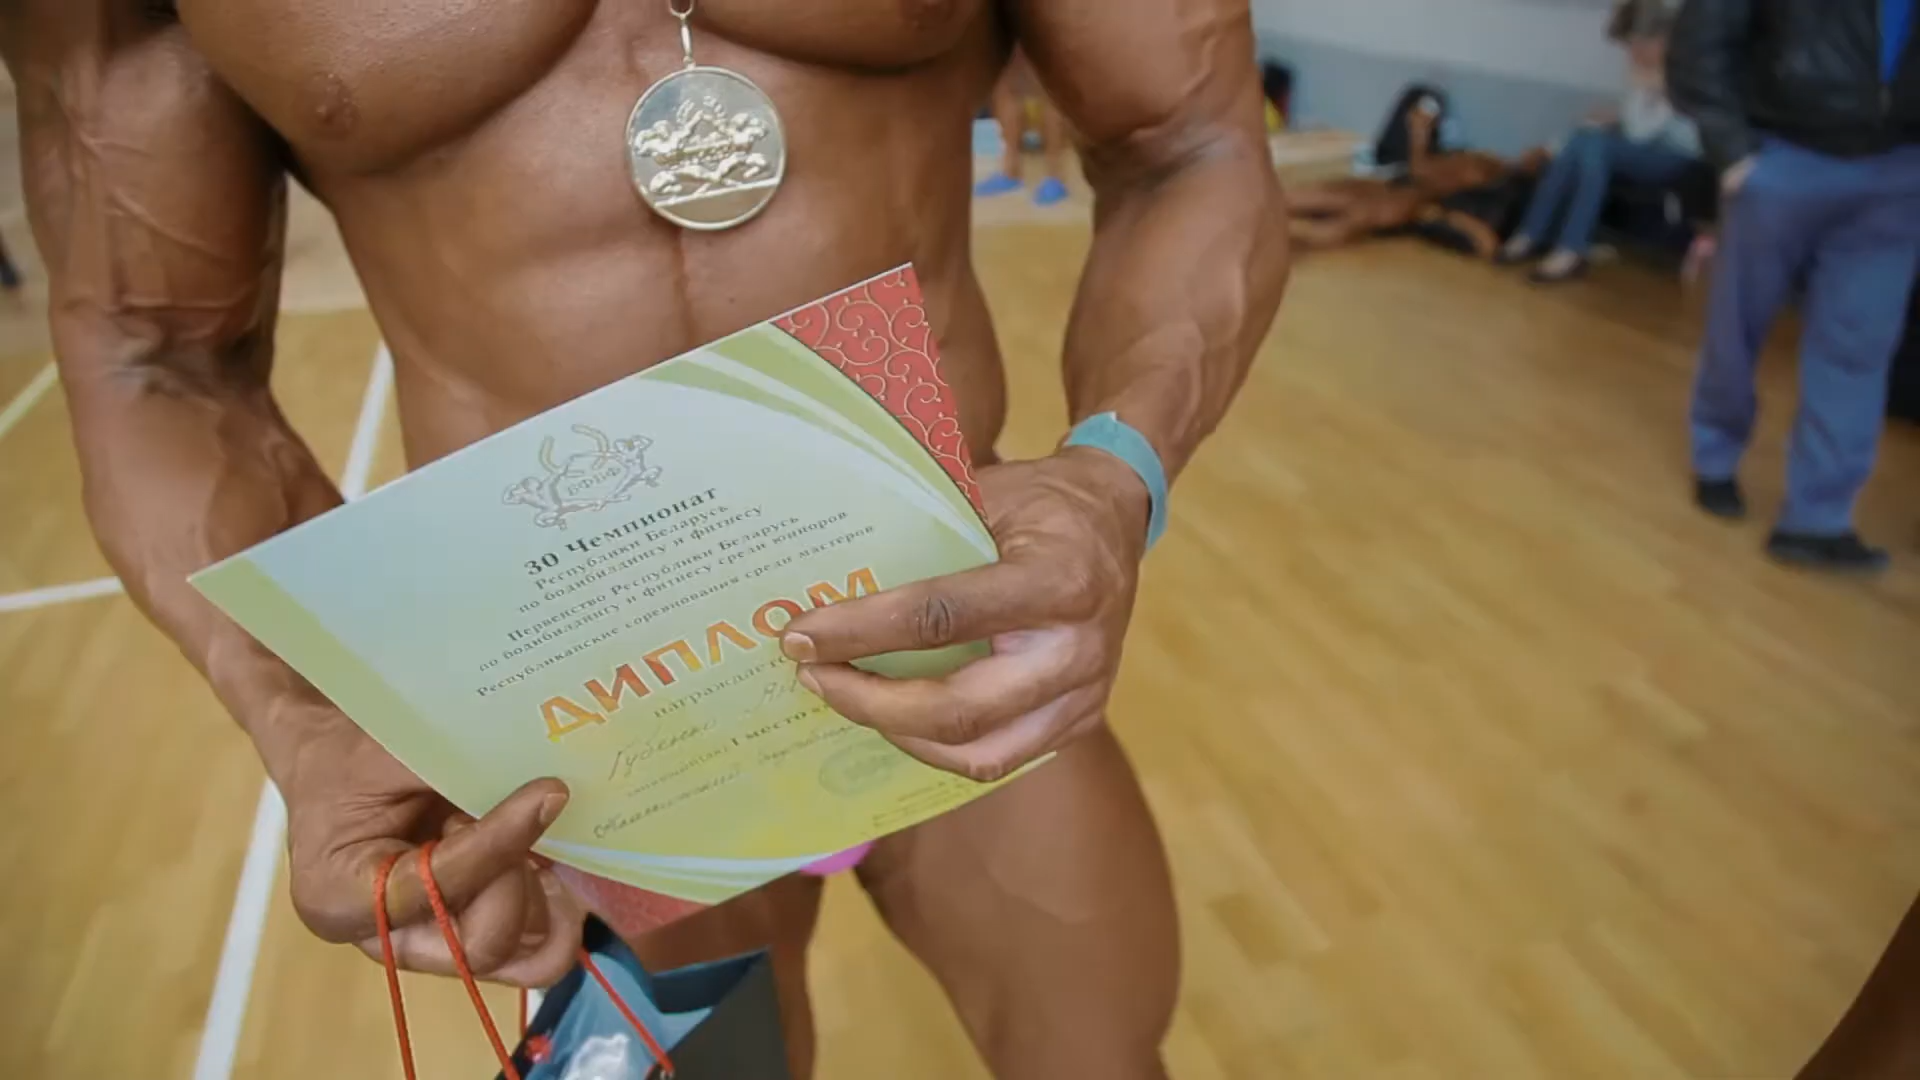 БФБФ
30 Чемпионат
Республики Беларусь
по бодибилдингу и фитнесу
Первенство Республики Беларусь
по бодибилдингу и фитнесу среди юниоров
Республиканские соревнования среди мастеров
ДИПЛОМ
награждается
I место